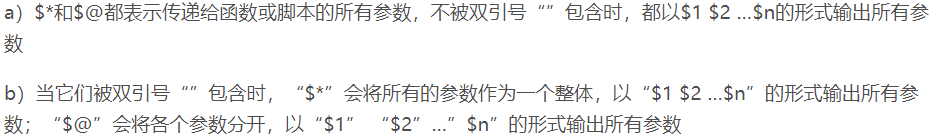 a）$*和$@都表示传递给函数或脚本的所有参数，不被双引号“”包含时，都以$1 $2 …$n的形式输出所有参
数
b）当它们被双引号“”包含时，“$*”会将所有的参数作为一个整体，以“$1 $2 …$n”的形式输出所有参
数；“$@”会将各个参数分开，以“$1” “$2”…”$n”的形式输出所有参数